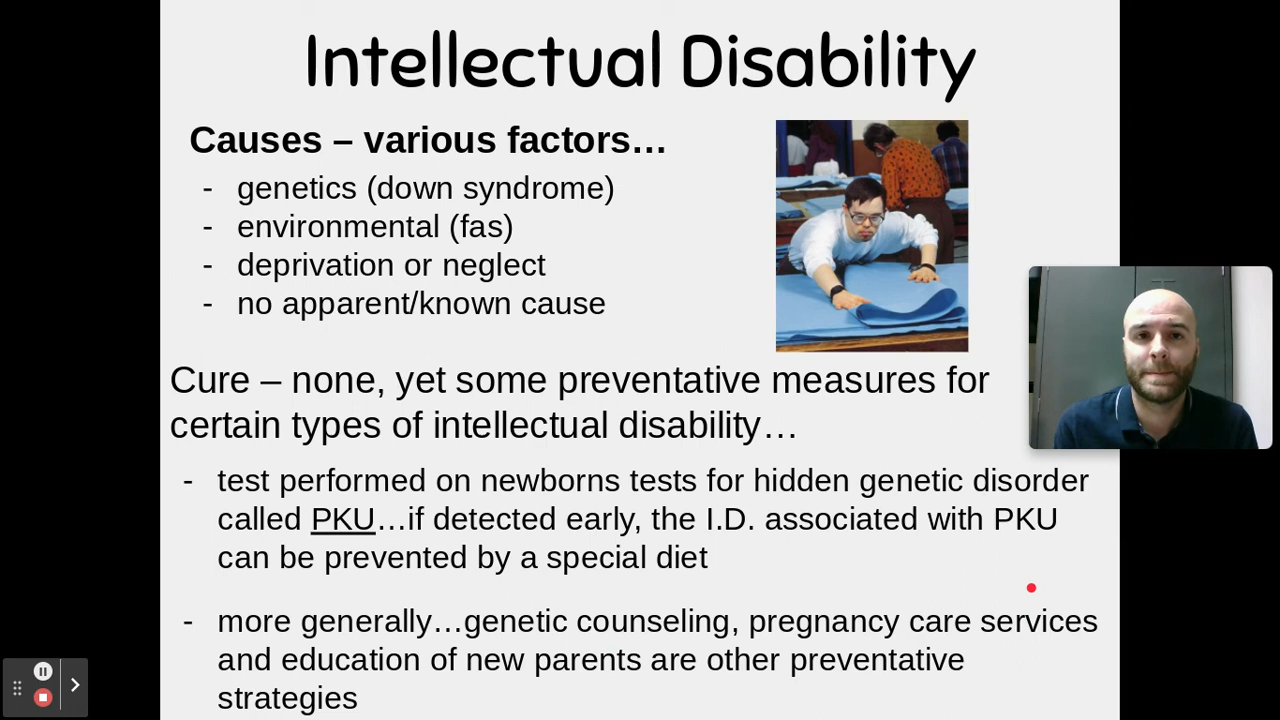 Intellectual Disability
Causes – various factors…
- genetics (down syndrome)
- environmental (fas)
- deprivation or neglect
- no apparent/known cause
Cure – none, yet some preventative measures for
certain types of intellectual disability…
- test performed on newborns tests for hidden genetic disorder
called PKU…if detected early, the I.D. associated with PKU
can be prevented by a special diet
- more generally…genetic counseling, pregnancy care services
and education of new parents are other preventative
strategies